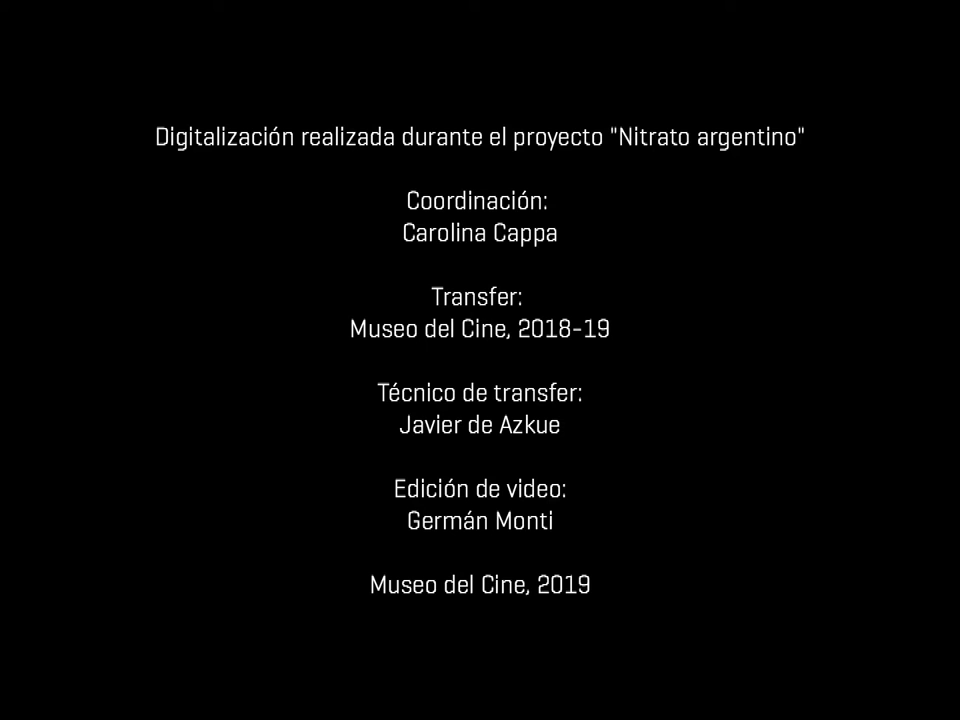 Digitalización realizada durante el proyecto "Nitrato argentino"
Coordinación:
Carolina Cappa
Transfer:
Museo del Cine, 2018-19
Técnico de transfer:
Javier de Azkue
Edición de video:
Germán Monti
Museo del Cine, 2019